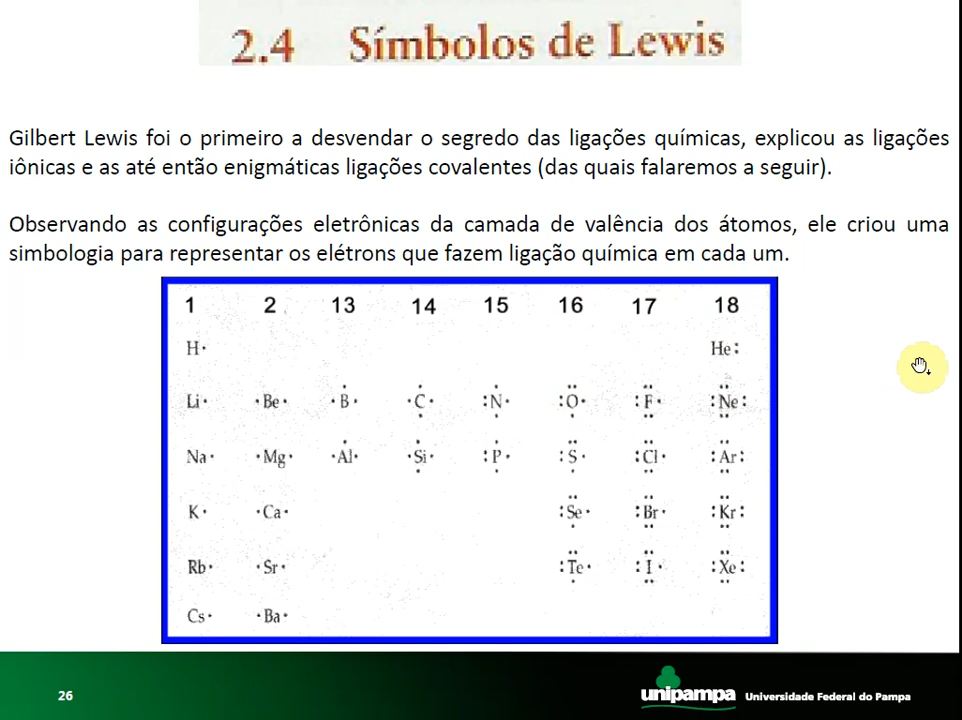 2.4 Símbolos de Lewis
Gilbert Lewis foi o primeiro a desvendar o segredo das ligações químicas, explicou as ligações
iônicas e as até então enigmáticas ligações covalentes (das quais falaremos a seguir).
Observando as configurações eletrônicas da camada de valência dos átomos, ele criou uma
simbologia para representar os elétrons que fazem ligação química em cada um.
1 2 13 14 15 16 17 18
H He
Li Be B C N O F Ne
Na Mg Al Si P S Cl Ar
K Ca Se Br Kr
Rb Sr Te I Xe
Cs Ba
26 unipampa Universidade Federal do Pampa